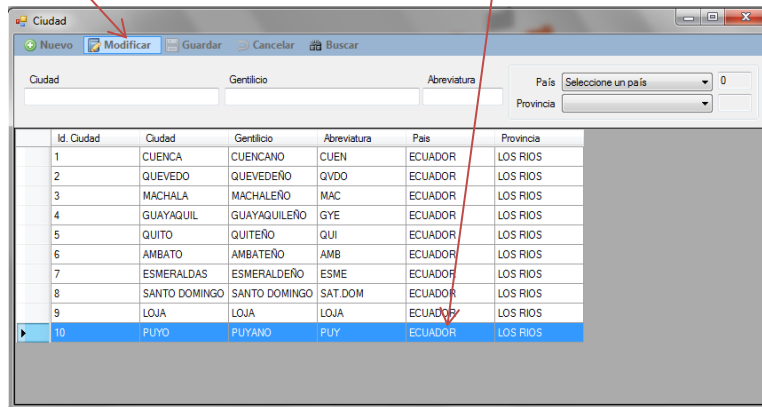 Ciudad
Nuevo Modificar Guardar Cancelar Buscar
Ciudad Gentilicio Abreviatura País Seleccione un país 0
Provincia
Id. Ciudad Ciudad Gentilicio Abreviatura Pais Provincia
1 CUENCA CUENCANO CUEN ECUADOR LOS RIOS
2 QUEVEDO QUEVEDEÑO QVDO ECUADOR LOS RIOS
3 MACHALA MACHALEÑO MAC ECUADOR LOS RIOS
4 GUAYAQUIL GUAYAQUILEÑO GYE ECUADOR LOS RIOS
5 QUITO QUITEÑO QUI ECUADOR LOS RIOS
6 AMBATO AMBATEÑO AMB ECUADOR LOS RIOS
7 ESMERALDAS ESMERALDEÑO ESME ECUADOR LOS RIOS
8 SANTO DOMINGO SANTO DOMINGO SAT.DOM ECUADOR LOS RIOS
9 LOJA LOJA LOJA ECUADOR LOS RIOS
10 PUYO PUYANO PUY ECUADOR LOS RIOS